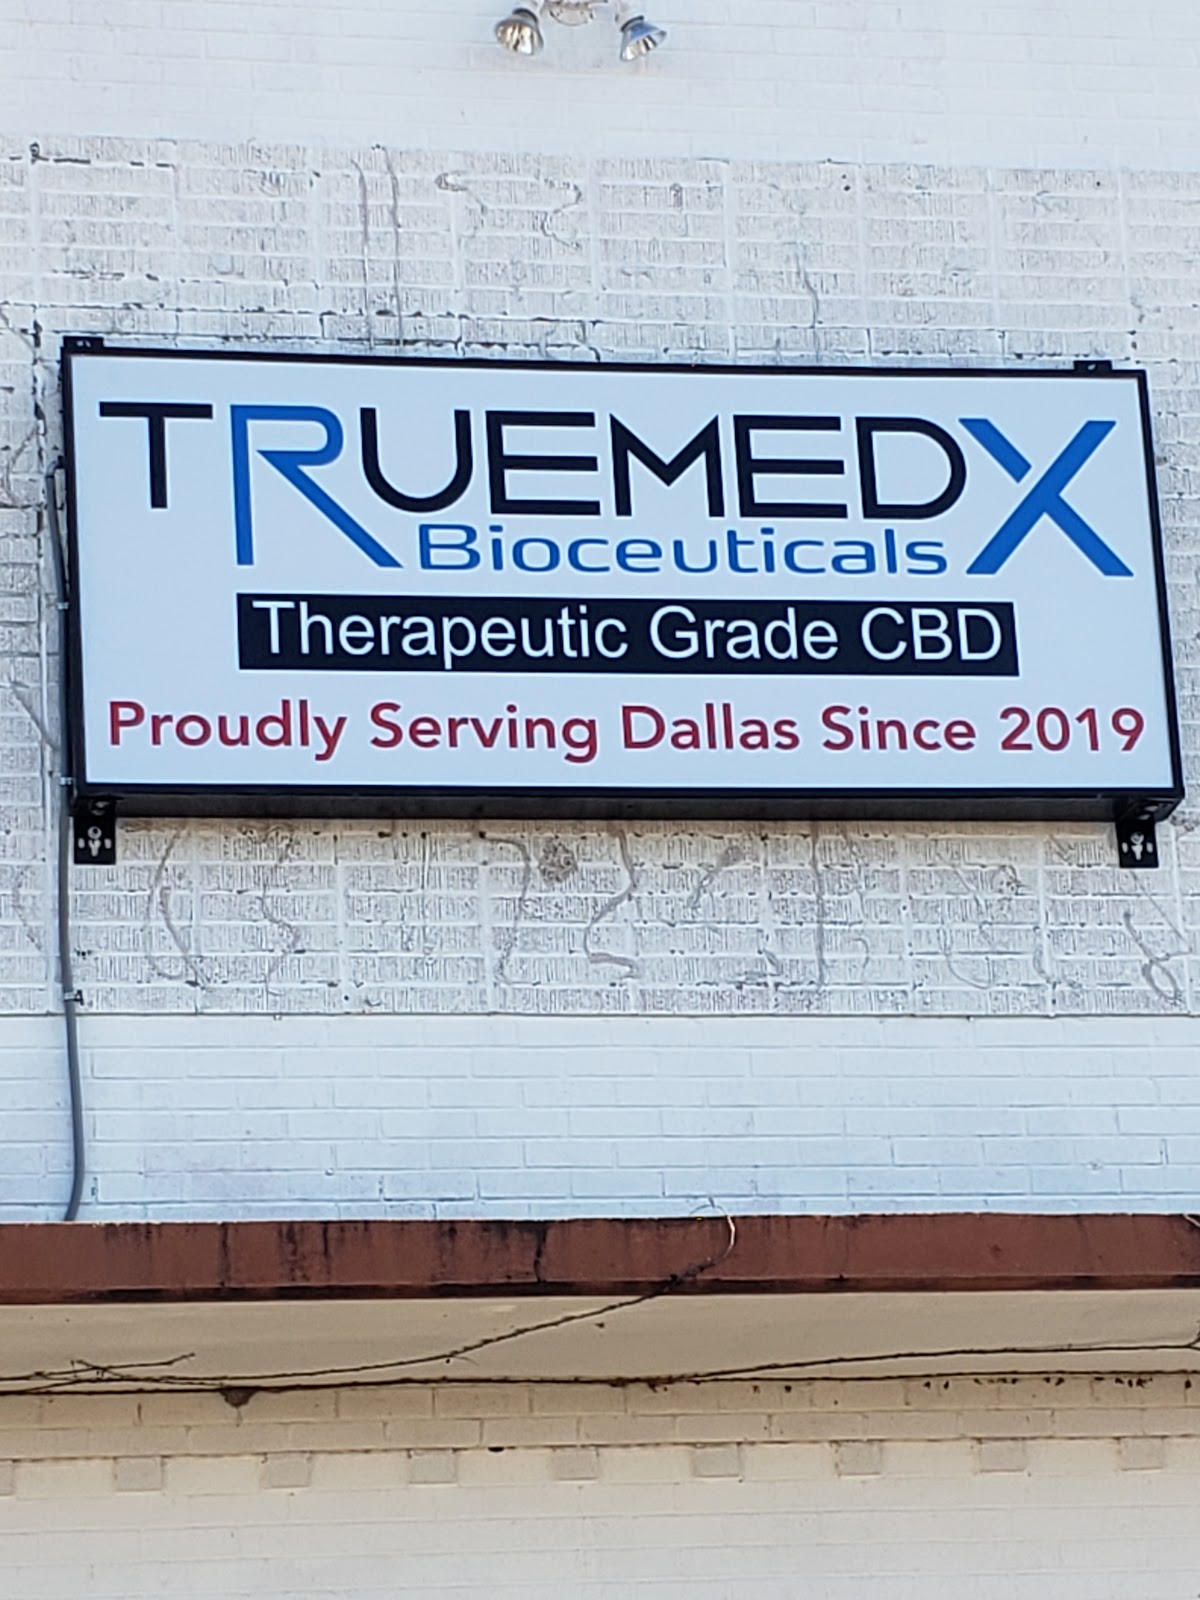 TRUEMEDX
Bioceuticals
Therapeutic Grade CBD
Proudly Serving Dallas Since 2019